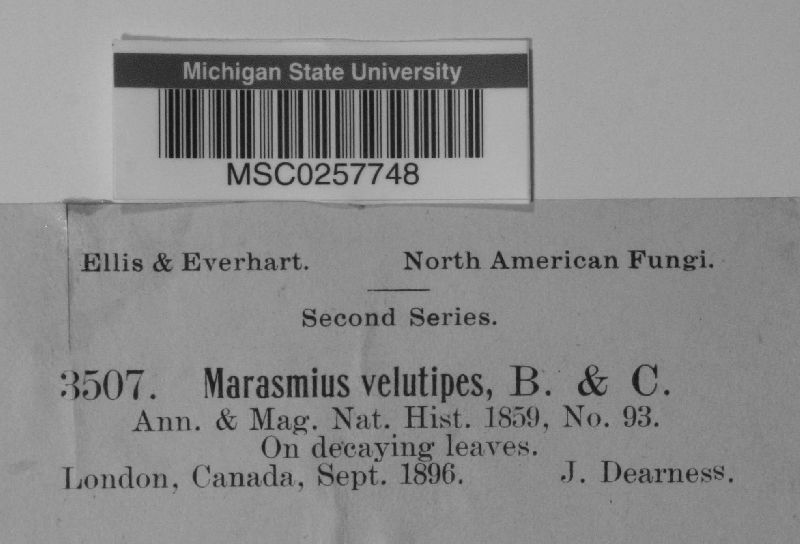 Michigan State University
MSC0257748
Ellis & Everhart. North American Fungi.
Second Series.
3507. Marasmius velutipes, B. & C.
Ann. & Mag. Nat. Hist. 1859, No. 93.
On decaying leaves.
London, Canada, Sept. 1896. J. Dearness.